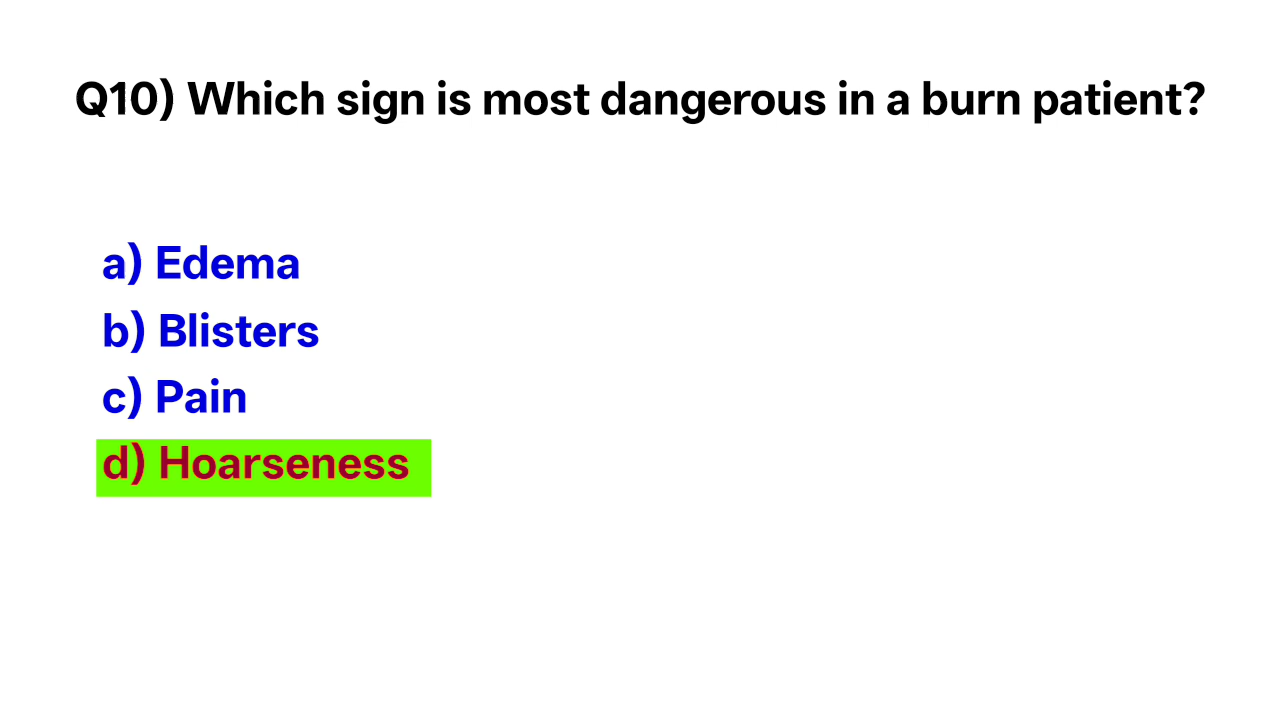 Q10) Which sign is most dangerous in a burn patient?
a) Edema
b) Blisters
c) Pain
d) Hoarseness